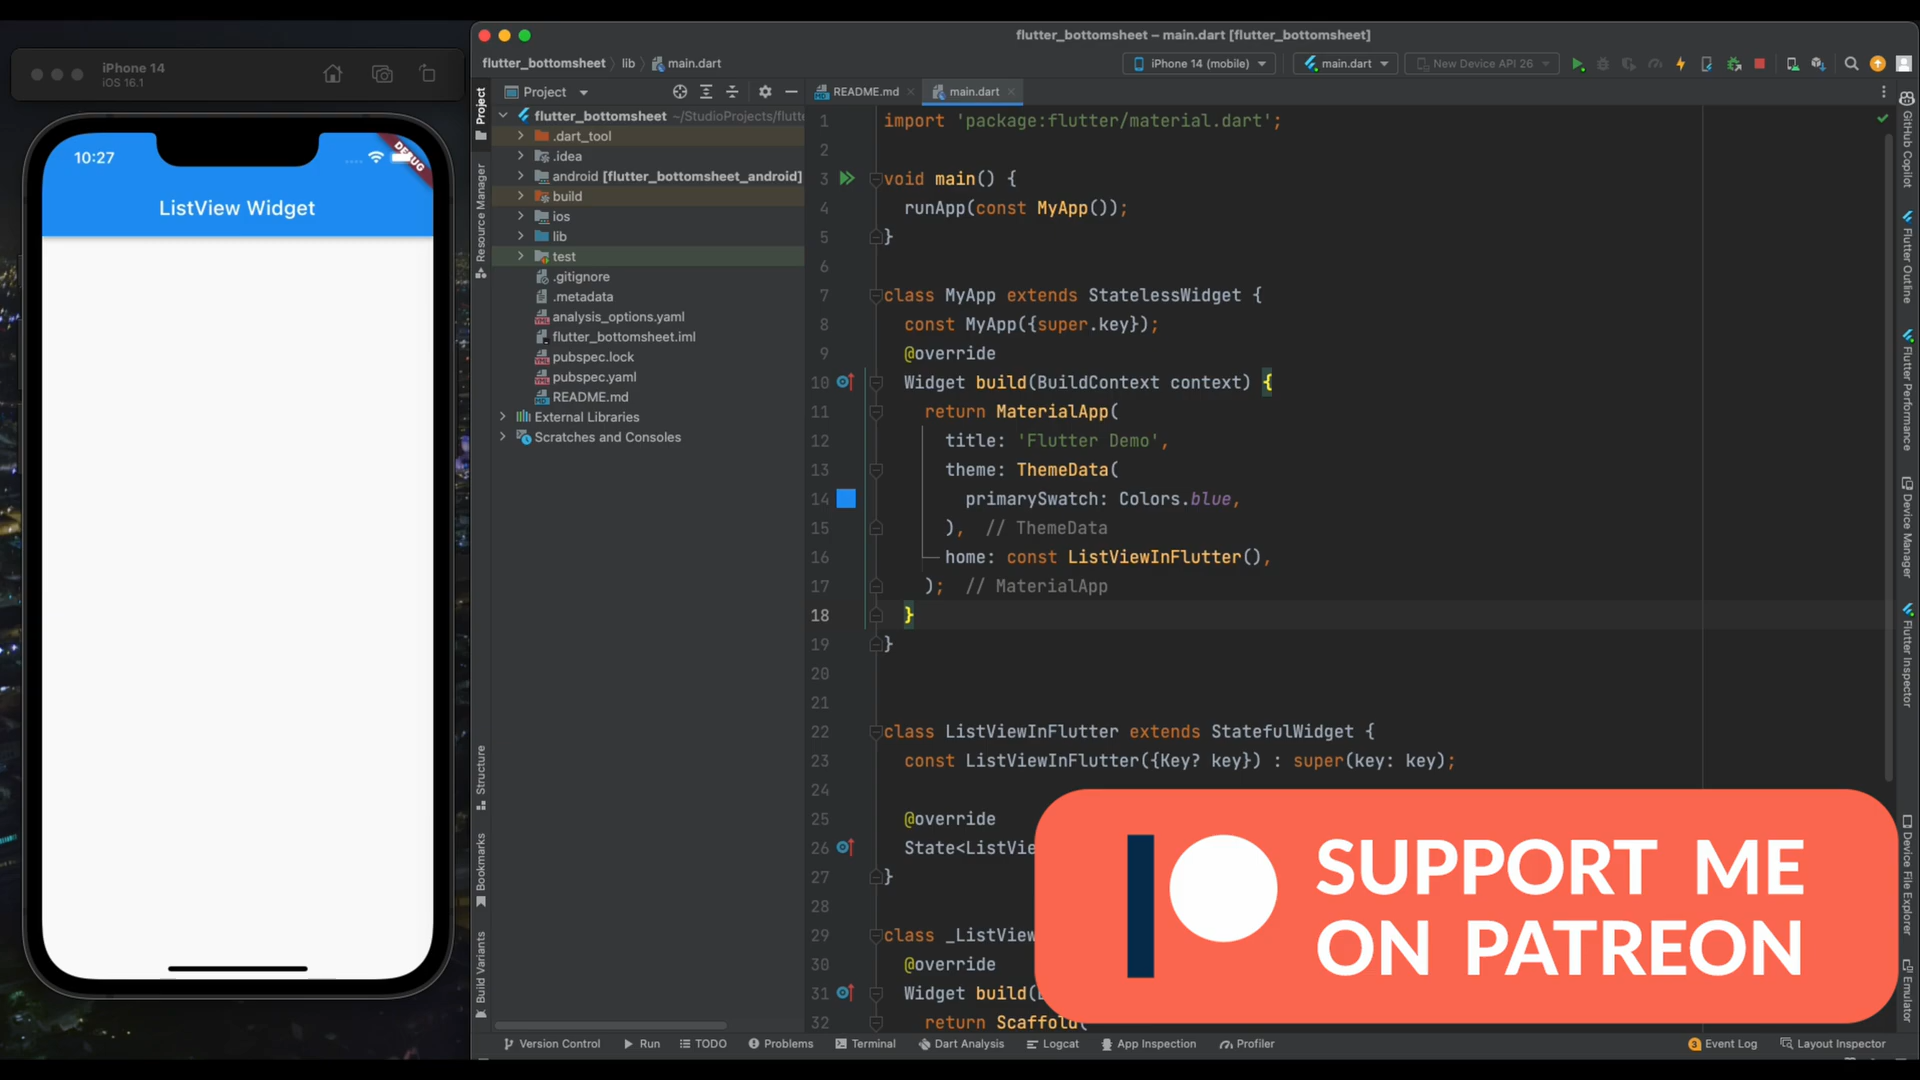 iPhone 14
iOS 16.1
10:27
DEBUG
ListView Widget
flutter_bottomsheet – main.dart [flutter_bottomsheet]
flutter_bottomsheet
lib
main.dart
iPhone 14 (mobile)
main.dart
New Device API 26
Project
Resource Manager
Structure
Bookmarks
Build Variants
Project
flutter_bottomsheet ~/StudioProjects/flutte
.dart_tool
.idea
android [flutter_bottomsheet_android]
build
ios
lib
test
.gitignore
.metadata
analysis_options.yaml
flutter_bottomsheet.iml
pubspec.lock
pubspec.yaml
README.md
External Libraries
Scratches and Consoles
README.md
main.dart
1 import 'package:flutter/material.dart';
2
3 void main() {
4 runApp(const MyApp());
5 }
6
7 class MyApp extends StatelessWidget {
8 const MyApp({super.key});
9 @override
10 Widget build(BuildContext context) {
11 return MaterialApp(
12 title: 'Flutter Demo',
13 theme: ThemeData(
14 primarySwatch: Colors.blue,
15 ), // ThemeData
16 home: const ListViewInFlutter(),
17 ); // MaterialApp
18 }
19 }
20
21
22 class ListViewInFlutter extends StatefulWidget {
23 const ListViewInFlutter({Key? key}) : super(key: key);
24
25 @override
26 State<ListVie
27 }
28
29 class _ListView
30 @override
31 Widget build(
32 return Scaffold(
SUPPORT ME
ON PATREON
GitHub Copilot
Flutter Outline
Flutter Performance
Device Manager
Flutter Inspector
Device File Explorer
Emulator
Version Control
Run
TODO
Problems
Terminal
Dart Analysis
Logcat
App Inspection
Profiler
3 Event Log
Layout Inspector